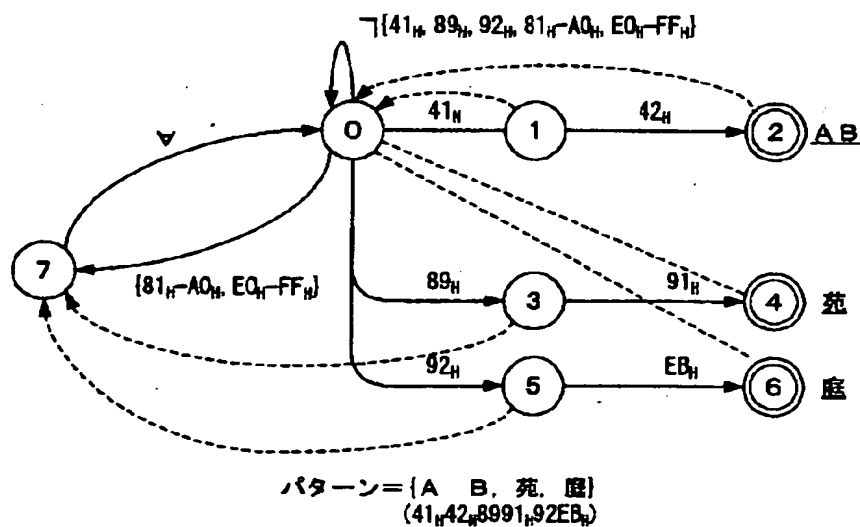 ￢{41H, 89H, 92H, 81H-A0H, E0H-FFH}
∀
0
41H
1
42H
2
AB
7
{81H-A0H, E0H-FFH}
89H
3
91H
4
苑
92H
5
EBH
6
庭
パターン={A B, 苑, 庭}
(41H42H8991H92EBH)